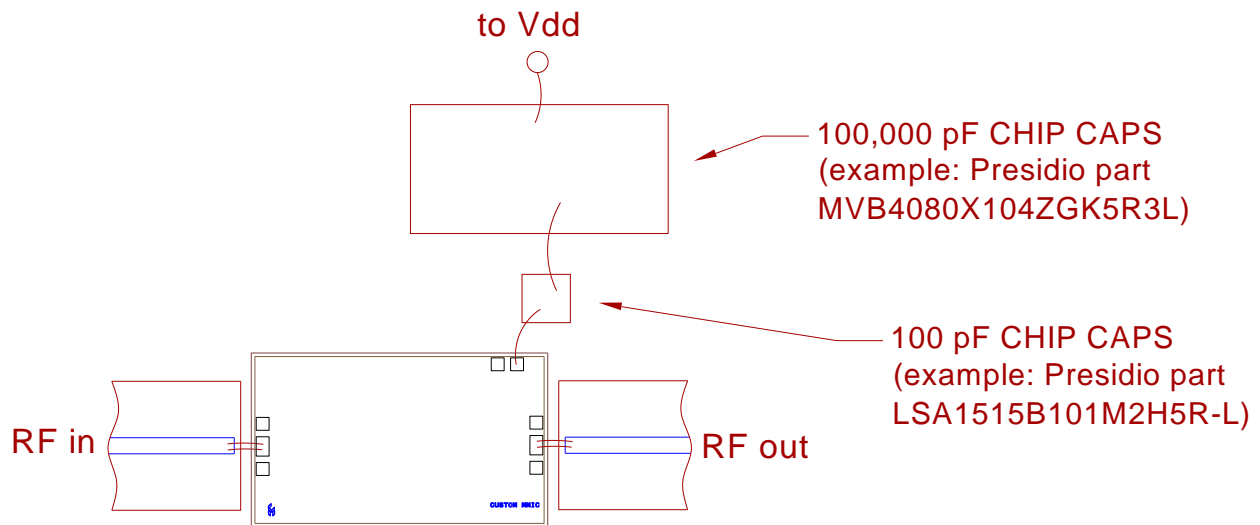 to Vdd
100,000 pF CHIP CAPS
(example: Presidio part
MVB4080X104ZGK5R3L)
100 pF CHIP CAPS
(example: Presidio part
LSA1515B101M2H5R-L)
RF in
RF out
CUSTOM MMIC